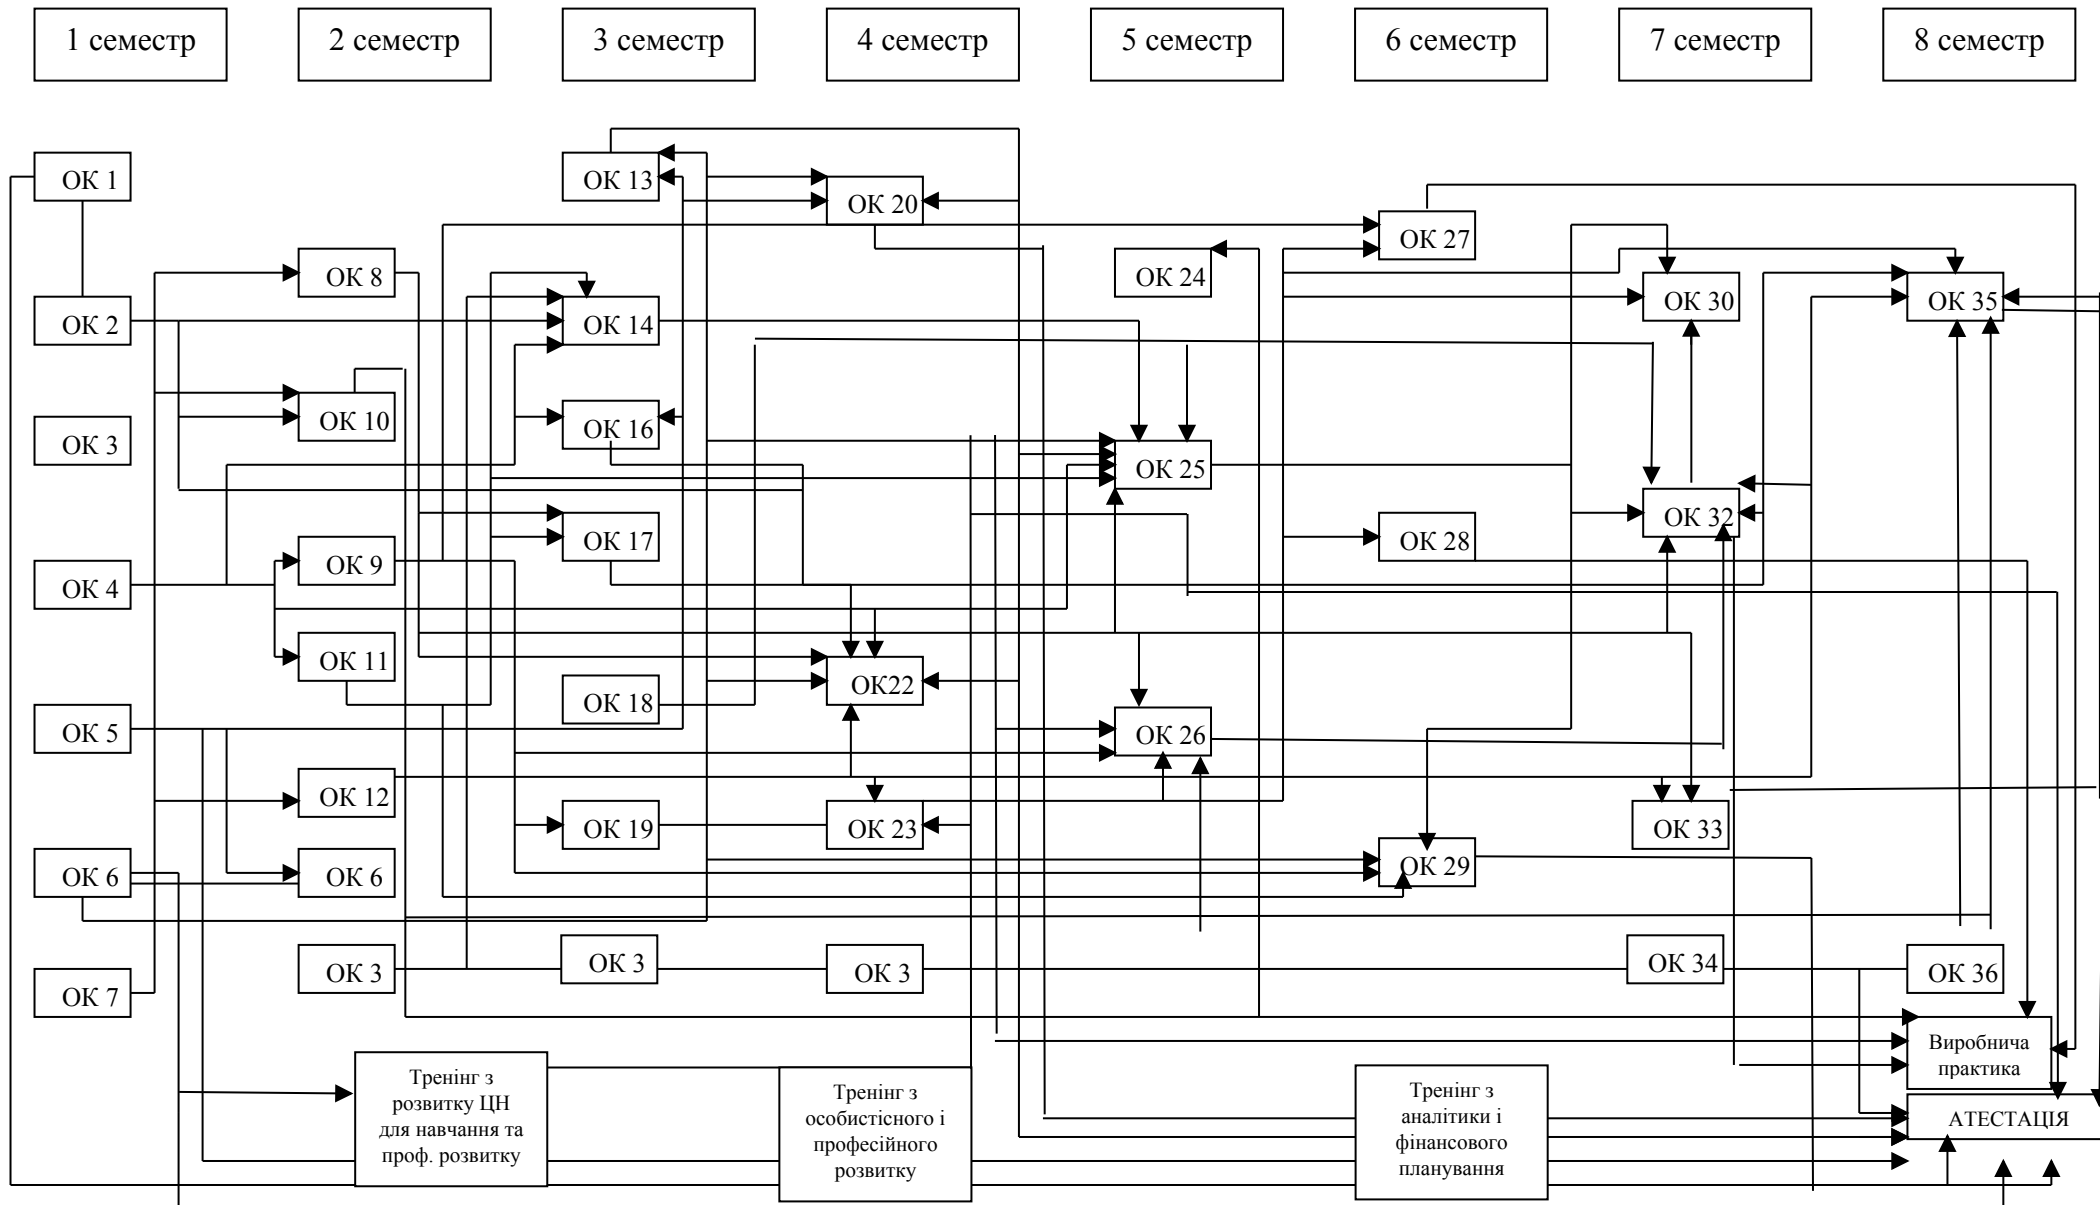 1 семестр
2 семестр
3 семестр
4 семестр
5 семестр
6 семестр
7 семестр
8 семестр
ОК 1
ОК 13
ОК 20
ОК 27
ОК 8
ОК 24
ОК 30
ОК 35
ОК 2
ОК 14
ОК 10
ОК 3
ОК 16
ОК 25
ОК 32
ОК 28
ОК 17
ОК 9
ОК 4
ОК 11
ОК22
ОК 18
ОК 5
ОК 26
ОК 12
ОК 19
ОК 23
ОК 33
ОК 29
ОК 6
ОК 6
ОК 3
ОК 3
ОК 3
ОК 34
ОК 36
ОК 7
Виробнича
практика
Тренінг з
розвитку ЦН
для навчання та
проф. розвитку
Тренінг з
особистісного і
професійного
розвитку
Тренінг з
аналітики і
фінансового
планування
АТЕСТАЦІЯ